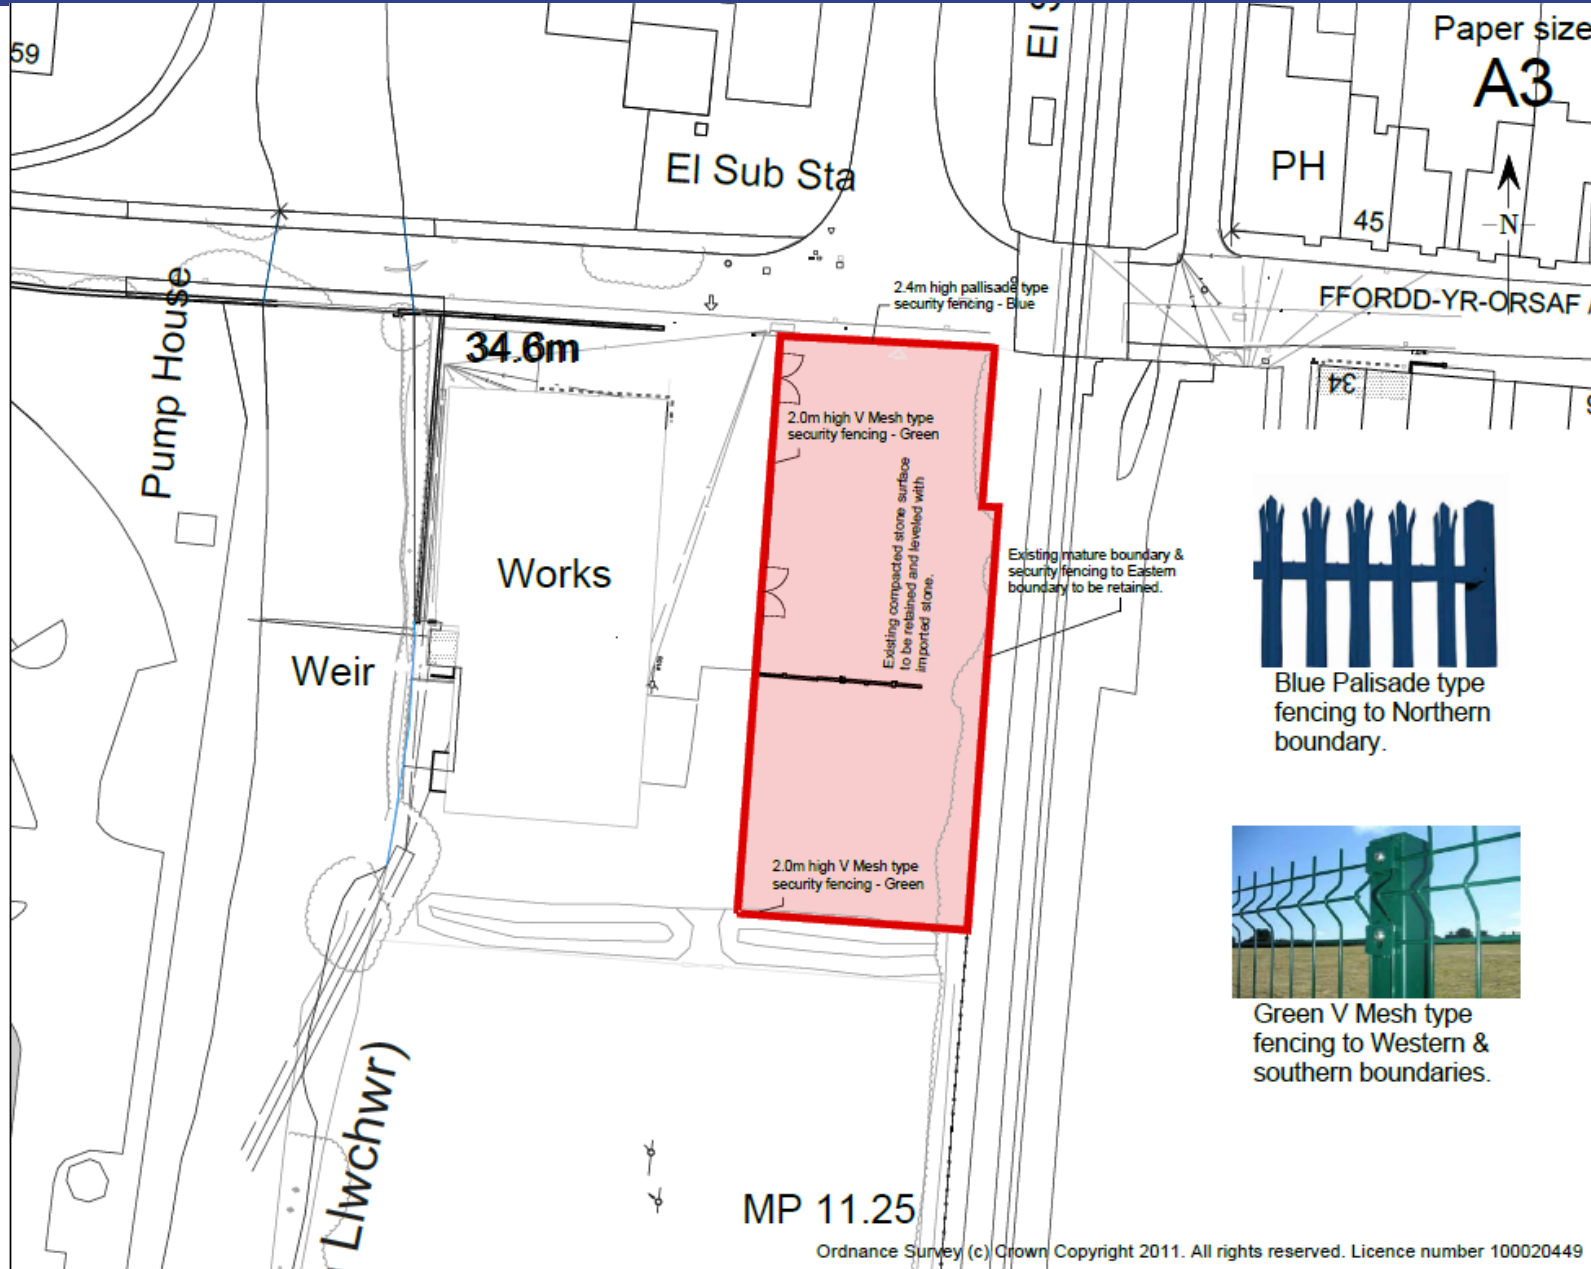 59
El S
Paper size
A3
El Sub Sta
PH
45
N
Pump House
2.4m high pallisade type
security fencing - Blue
FFORDD-YR-ORSAF
34.6m
34
2.0m high V Mesh type
security fencing - Green
Existing compacted stone surface
to be retained and leveled with
imported stone.
Works
Existing mature boundary &
security fencing to Eastern
boundary to be retained.
Weir
Blue Palisade type
fencing to Northern
boundary.
2.0m high V Mesh type
security fencing - Green
Green V Mesh type
fencing to Western &
southern boundaries.
Llwchwr)
MP 11.25
Ordnance Survey (c) Crown Copyright 2011. All rights reserved. Licence number 100020449